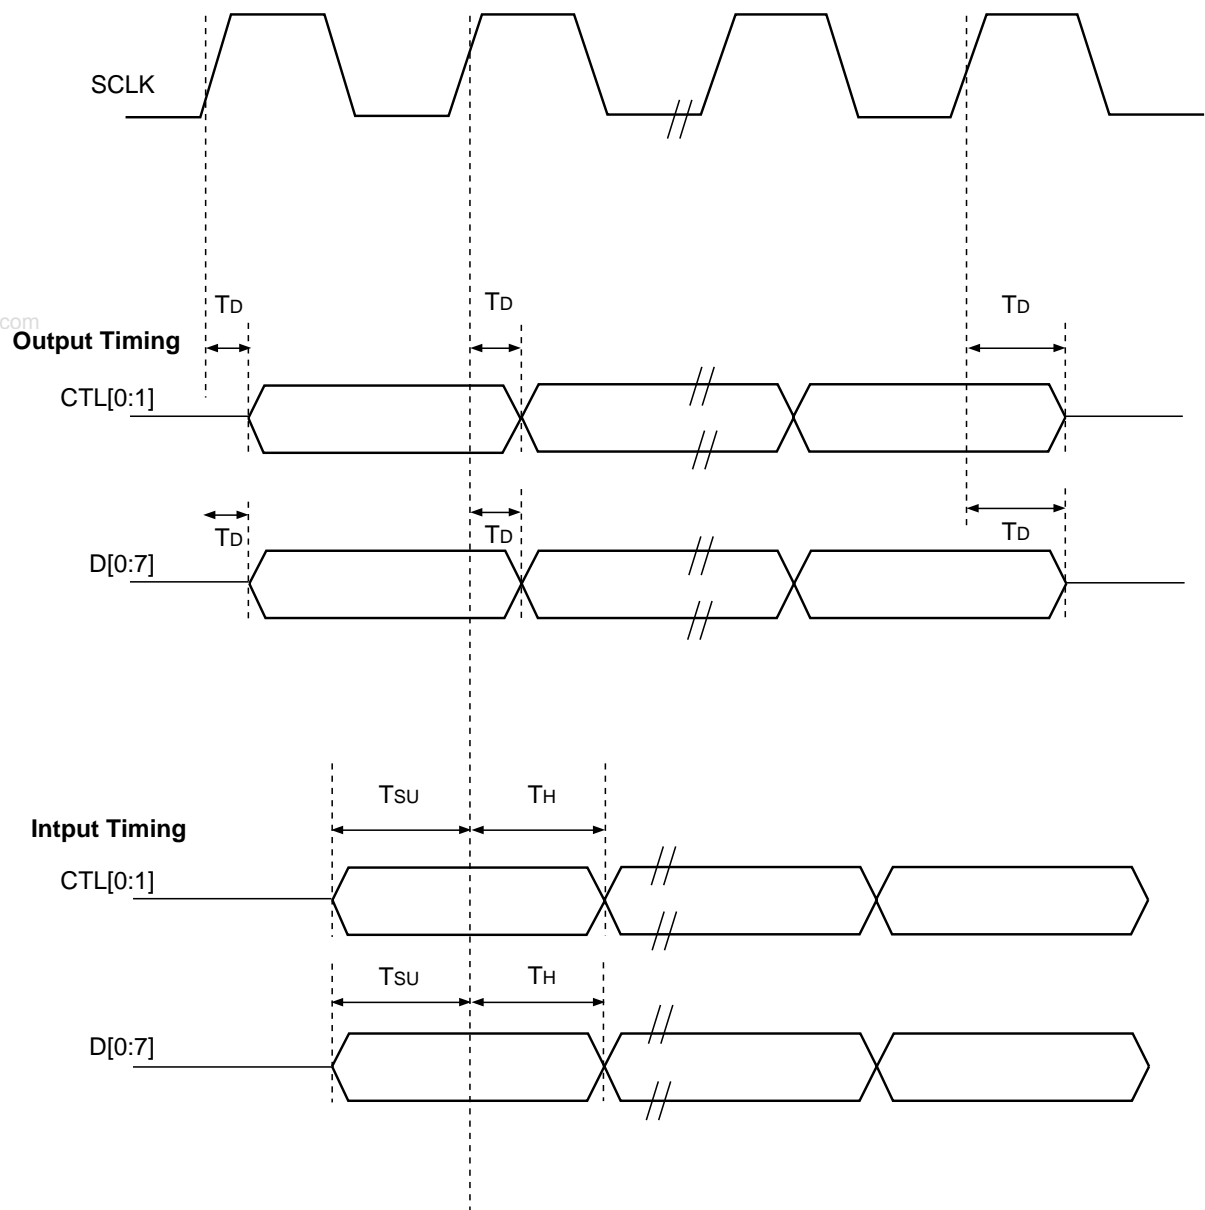 SCLK
TD TD TD
com
Output Timing
CTL[0:1]
TD TD TD
D[0:7]
TSU TH
Intput Timing
CTL[0:1]
TSU TH
D[0:7]